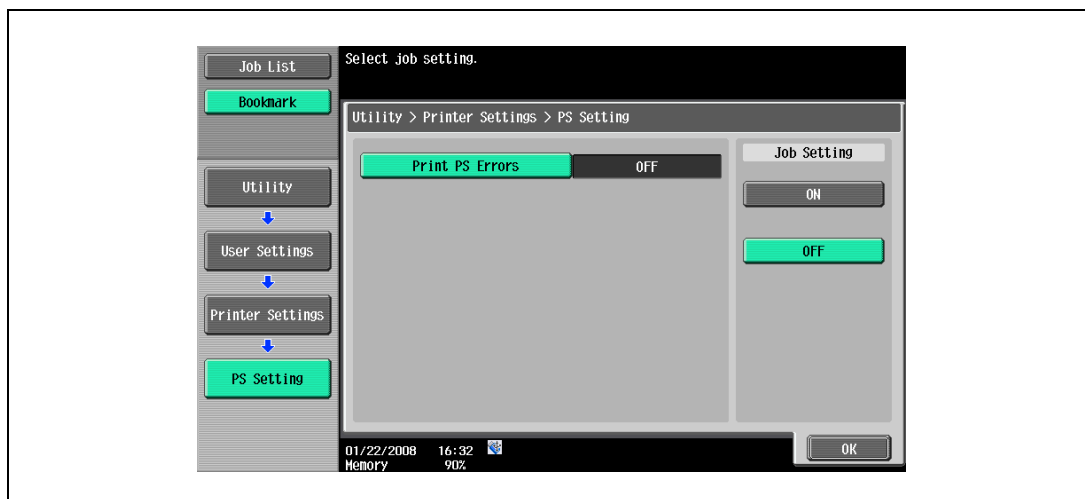 Job List
Bookmark
Utility
User Settings
Printer Settings
PS Setting
Select job setting.
Utility > Printer Settings > PS Setting
Print PS Errors OFF
Job Setting
ON
OFF
01/22/2008 16:32
Memory 90%
OK